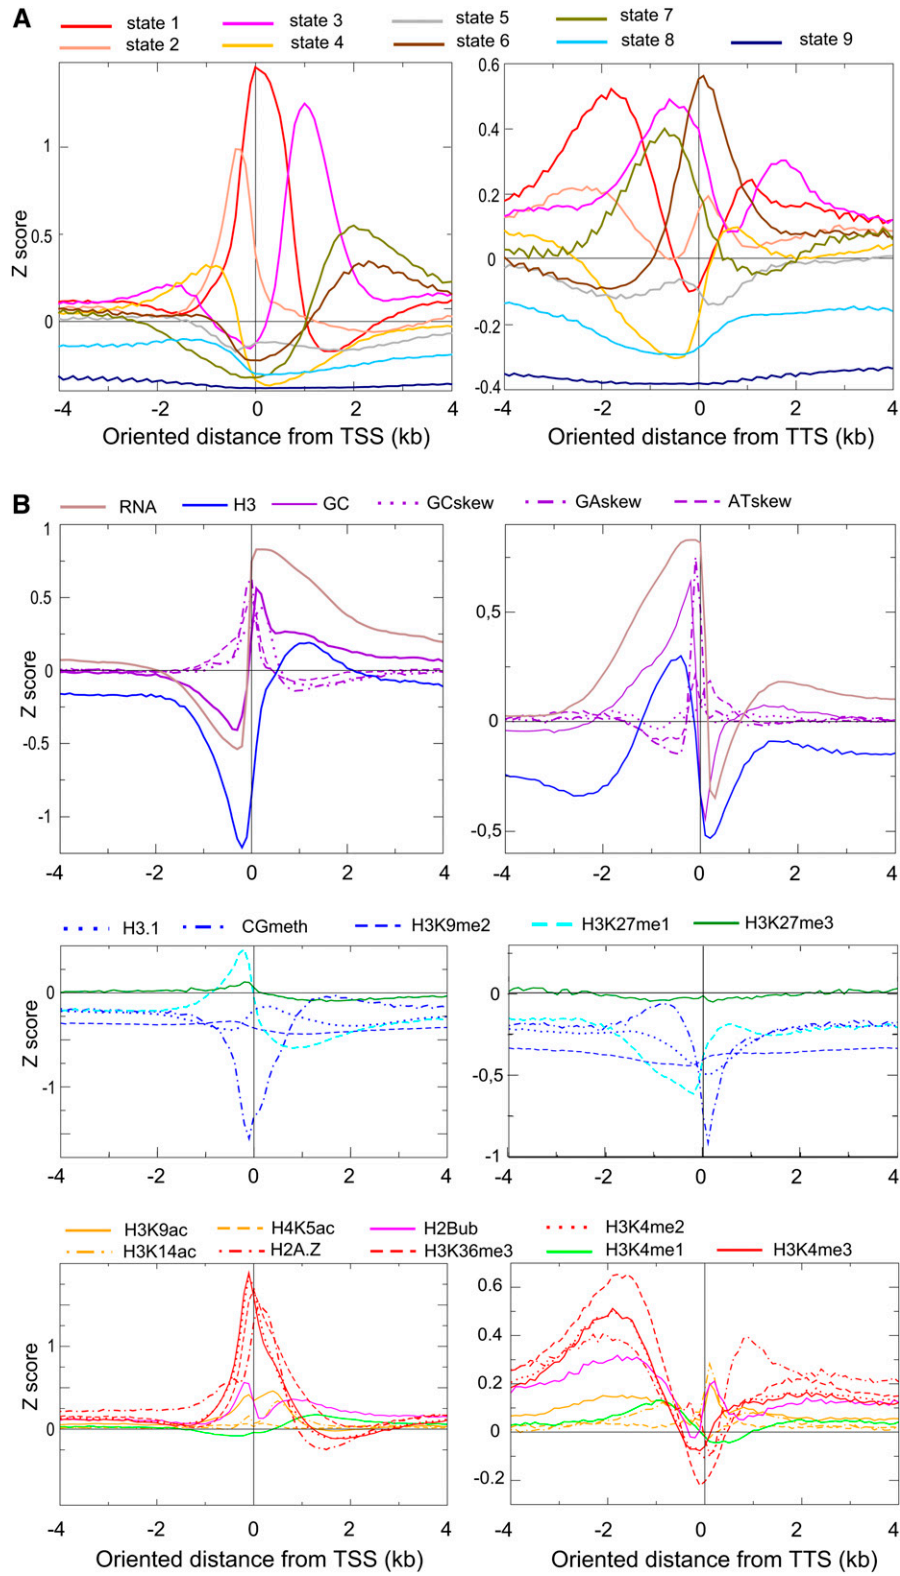 A
state 1 state 3 state 5 state 7
state 2 state 4 state 6 state 8 state 9
Z score
1
0.5
0
-4 -2 0 2 4
Oriented distance from TSS (kb)
0.6
0.4
0.2
0
-0.2
-0.4
-4 -2 0 2 4
Oriented distance from TTS (kb)
B
RNA H3 GC GCskew GAskew ATskew
Z score
1
0.5
0
-0.5
-1
-4 -2 0 2 4
0,5
0
-0,5
-4 -2 0 2 4
H3.1 CGmeth H3K9me2 H3K27me1 H3K27me3
Z score
0
-1
-4 -2 0 2 4
0
-0,5
-1
-4 -2 0 2 4
H3K9ac H4K5ac H2Bub H3K4me2
H3K14ac H2A.Z H3K36me3 H3K4me1 H3K4me3
Z score
1
0
-4 -2 0 2 4
Oriented distance from TSS (kb)
0.6
0.4
0.2
0
-0.2
-4 -2 0 2 4
Oriented distance from TTS (kb)